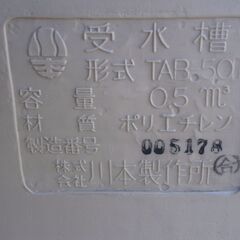 受水槽
形式 TAB.50
容量 0.5 m³
材質 ポリエチレン
製造番号 005178
株式会社 川本製作所